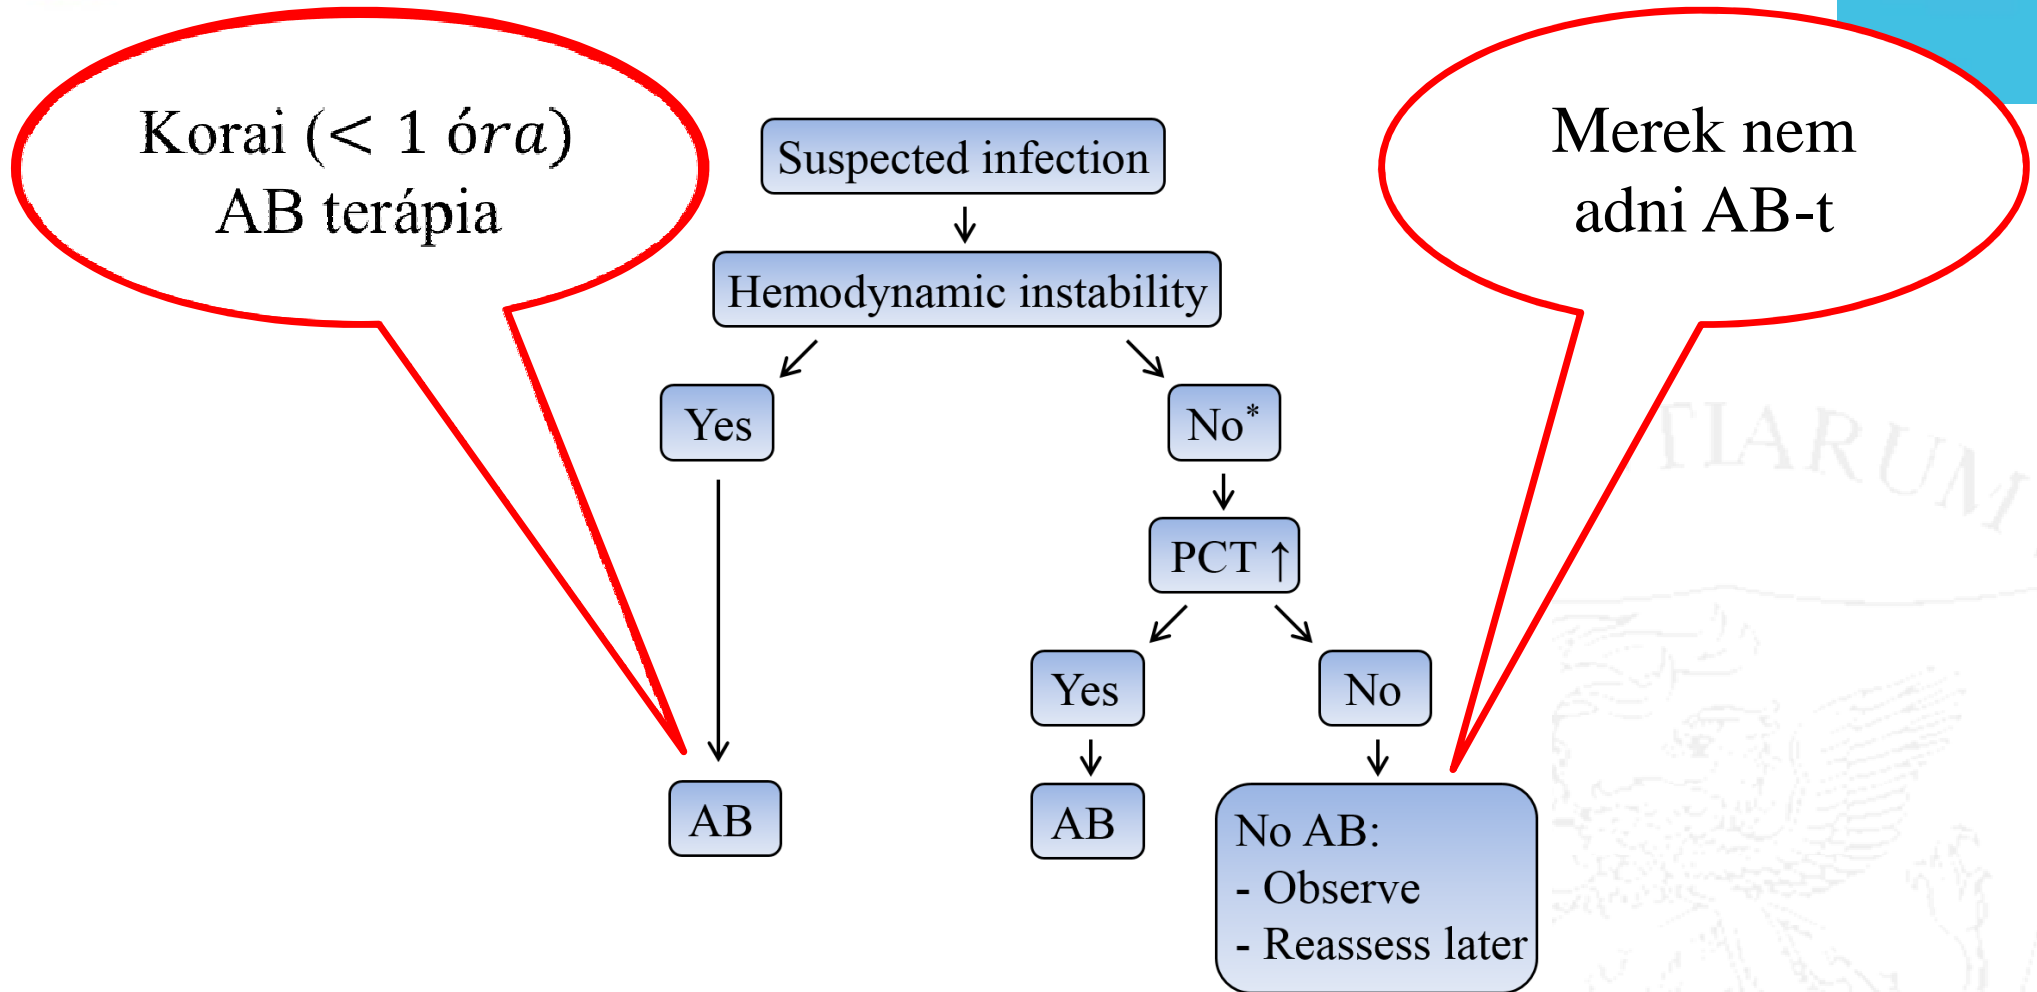 Korai (< 1 óra)
AB terápia
Merek nem
adni AB-t
Suspected infection
Hemodynamic instability
Yes
No*
PCT ↑
Yes
No
AB
AB
No AB:
- Observe
- Reassess later
TIARUM